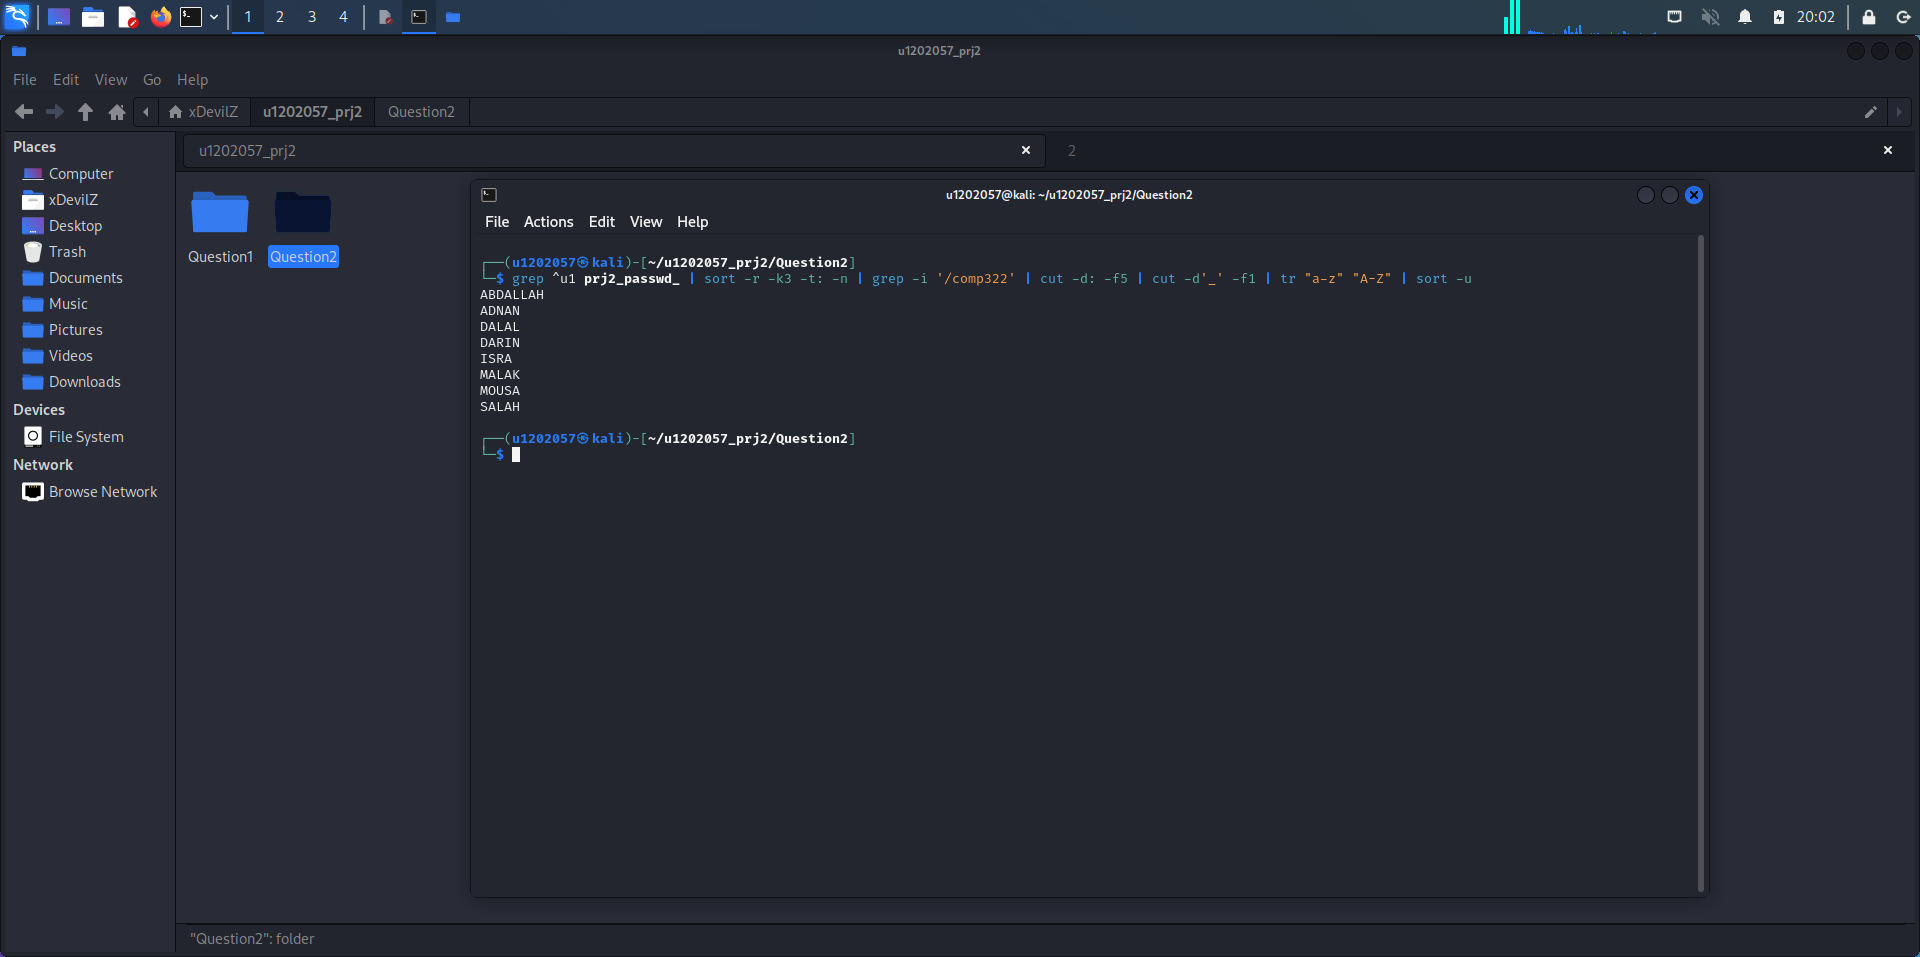 1 2 3 4
20:02
u1202057_prj2
File Edit View Go Help
xDevilZ u1202057_prj2 Question2
Places
Computer
xDevilZ
Desktop
Trash
Documents
Music
Pictures
Videos
Downloads
Devices
File System
Network
Browse Network
u1202057_prj2
2
Question1
Question2
u1202057@kali: ~/u1202057_prj2/Question2
File Actions Edit View Help
┌──(u1202057㉿kali)-[~/u1202057_prj2/Question2]
└─$ grep ^u1 prj2_passwd_ | sort -r -k3 -t: -n | grep -i '/comp322' | cut -d: -f5 | cut -d'_' -f1 | tr "a-z" "A-Z" | sort -u
ABDALLAH
ADNAN
DALAL
DARIN
ISRA
MALAK
MOUSA
SALAH
┌──(u1202057㉿kali)-[~/u1202057_prj2/Question2]
└─$
"Question2": folder